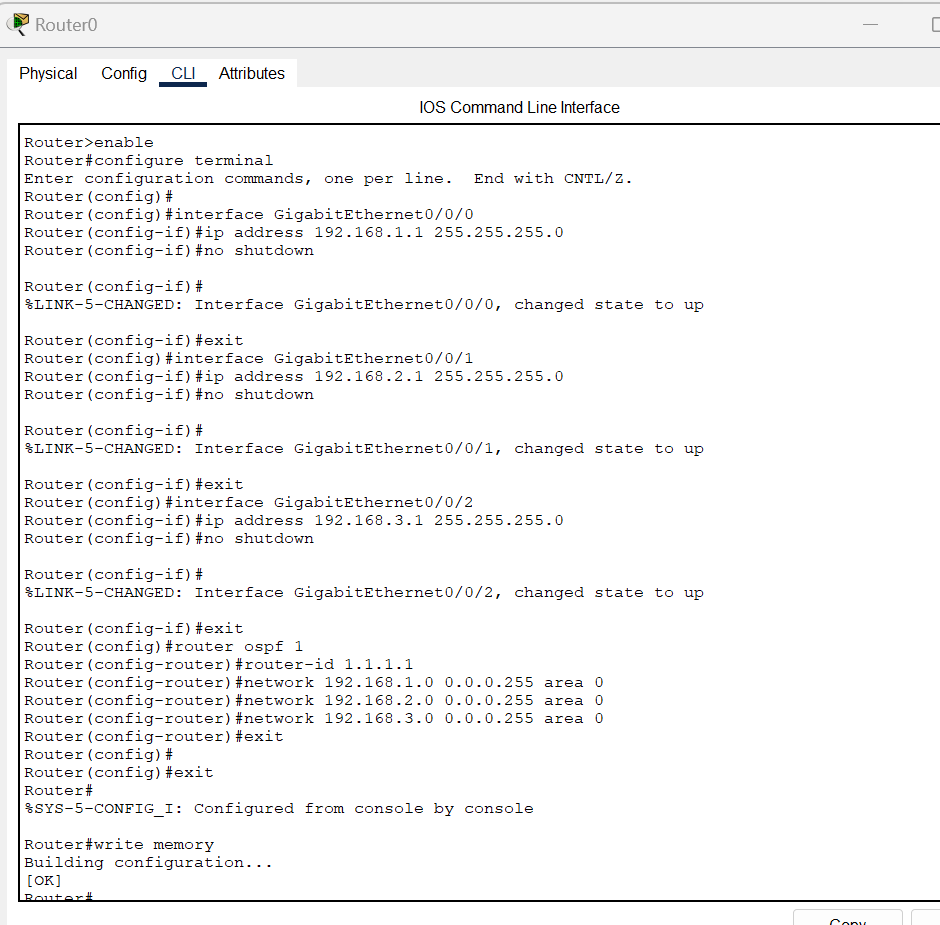 Router0
Physical Config CLI Attributes
IOS Command Line Interface
Router>enable
Router#configure terminal
Enter configuration commands, one per line.  End with CNTL/Z.
Router(config)#
Router(config)#interface GigabitEthernet0/0/0
Router(config-if)#ip address 192.168.1.1 255.255.255.0
Router(config-if)#no shutdown
Router(config-if)#
%LINK-5-CHANGED: Interface GigabitEthernet0/0/0, changed state to up
Router(config-if)#exit
Router(config)#interface GigabitEthernet0/0/1
Router(config-if)#ip address 192.168.2.1 255.255.255.0
Router(config-if)#no shutdown
Router(config-if)#
%LINK-5-CHANGED: Interface GigabitEthernet0/0/1, changed state to up
Router(config-if)#exit
Router(config)#interface GigabitEthernet0/0/2
Router(config-if)#ip address 192.168.3.1 255.255.255.0
Router(config-if)#no shutdown
Router(config-if)#
%LINK-5-CHANGED: Interface GigabitEthernet0/0/2, changed state to up
Router(config-if)#exit
Router(config)#router ospf 1
Router(config-router)#router-id 1.1.1.1
Router(config-router)#network 192.168.1.0 0.0.0.255 area 0
Router(config-router)#network 192.168.2.0 0.0.0.255 area 0
Router(config-router)#network 192.168.3.0 0.0.0.255 area 0
Router(config-router)#exit
Router(config)#
Router(config)#exit
Router#
%SYS-5-CONFIG_I: Configured from console by console
Router#write memory
Building configuration...
[OK]
Router#
Copy